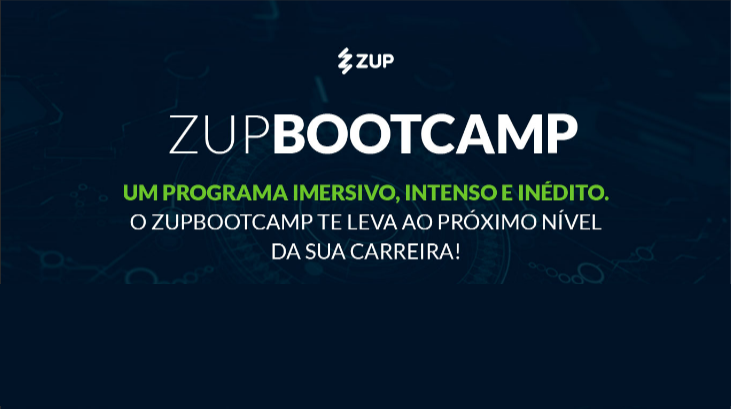 ZUP
ZUPBOOTCAMP
UM PROGRAMA IMERSIVO, INTENSO E INÉDITO.
O ZUPBOOTCAMP TE LEVA AO PRÓXIMO NÍVEL
DA SUA CARREIRA!